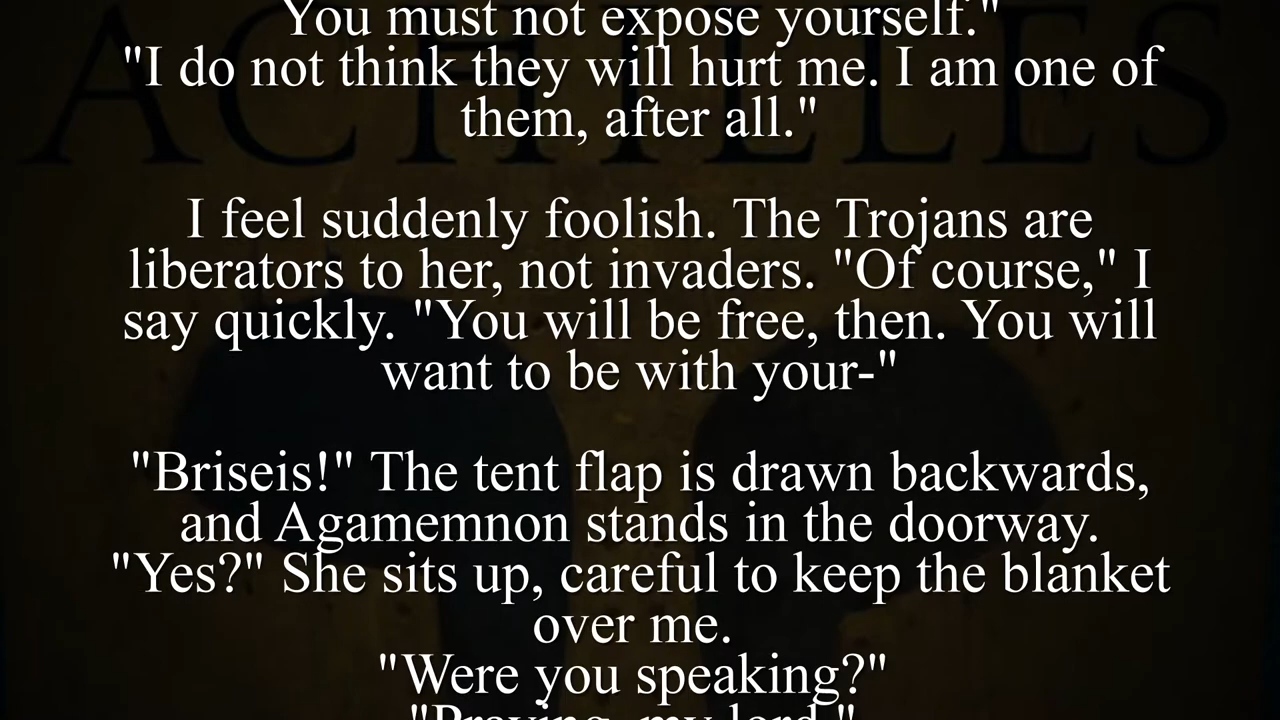 ACHILLES
You must not expose yourself."
"I do not think they will hurt me. I am one of
them, after all."
I feel suddenly foolish. The Trojans are
liberators to her, not invaders. "Of course," I
say quickly. "You will be free, then. You will
want to be with your-"
"Briseis!" The tent flap is drawn backwards,
and Agamemnon stands in the doorway.
"Yes?" She sits up, careful to keep the blanket
over me.
"Were you speaking?"
"Praying, my lord."